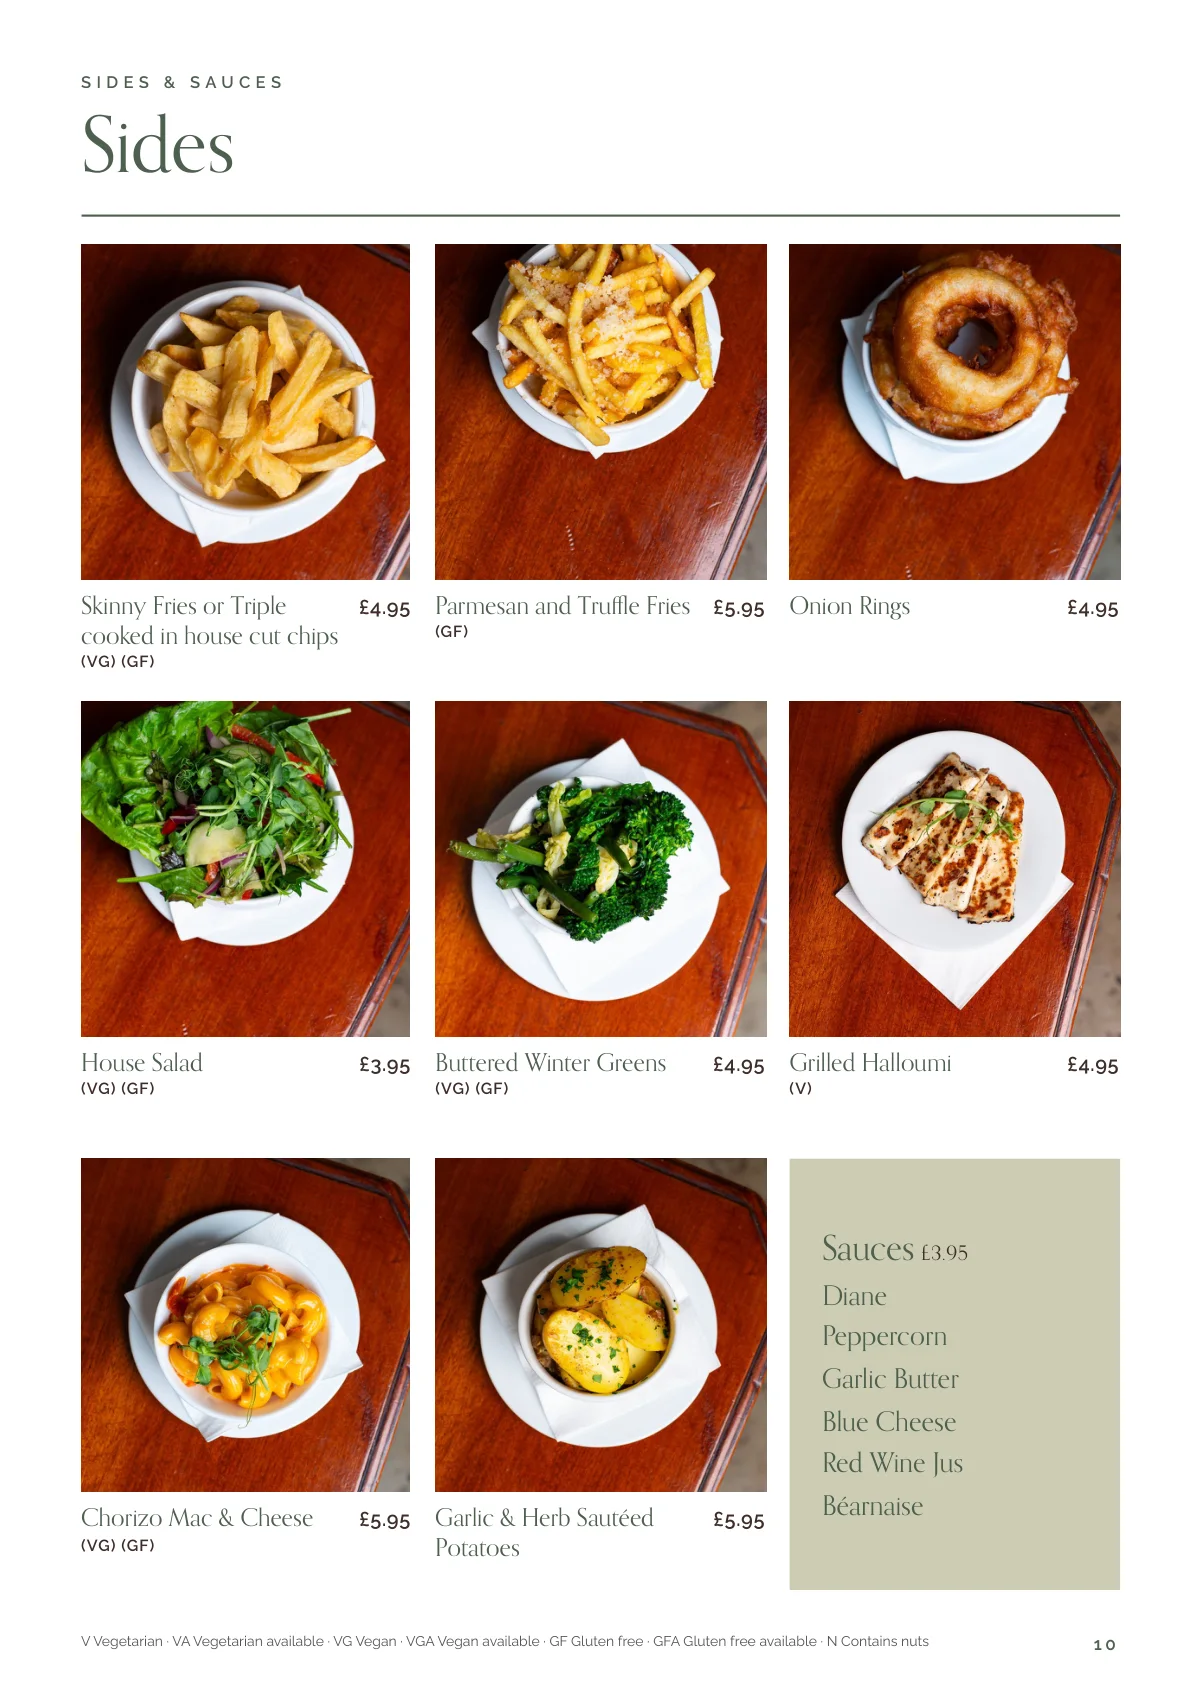 SIDES & SAUCES
Sides
Skinny Fries or Triple £4.95
cooked in house cut chips
(VG) (GF)
Parmesan and Truffle Fries £5.95
(GF)
Onion Rings £4.95
House Salad £3.95
(VG) (GF)
Buttered Winter Greens £4.95
(VG) (GF)
Grilled Halloumi £4.95
(V)
Chorizo Mac & Cheese £5.95
(VG) (GF)
Garlic & Herb Sautéed £5.95
Potatoes
Sauces £3.95
Diane
Peppercorn
Garlic Butter
Blue Cheese
Red Wine Jus
Béarnaise
V Vegetarian · VA Vegetarian available · VG Vegan · VGA Vegan available · GF Gluten free · GFA Gluten free available · N Contains nuts
10